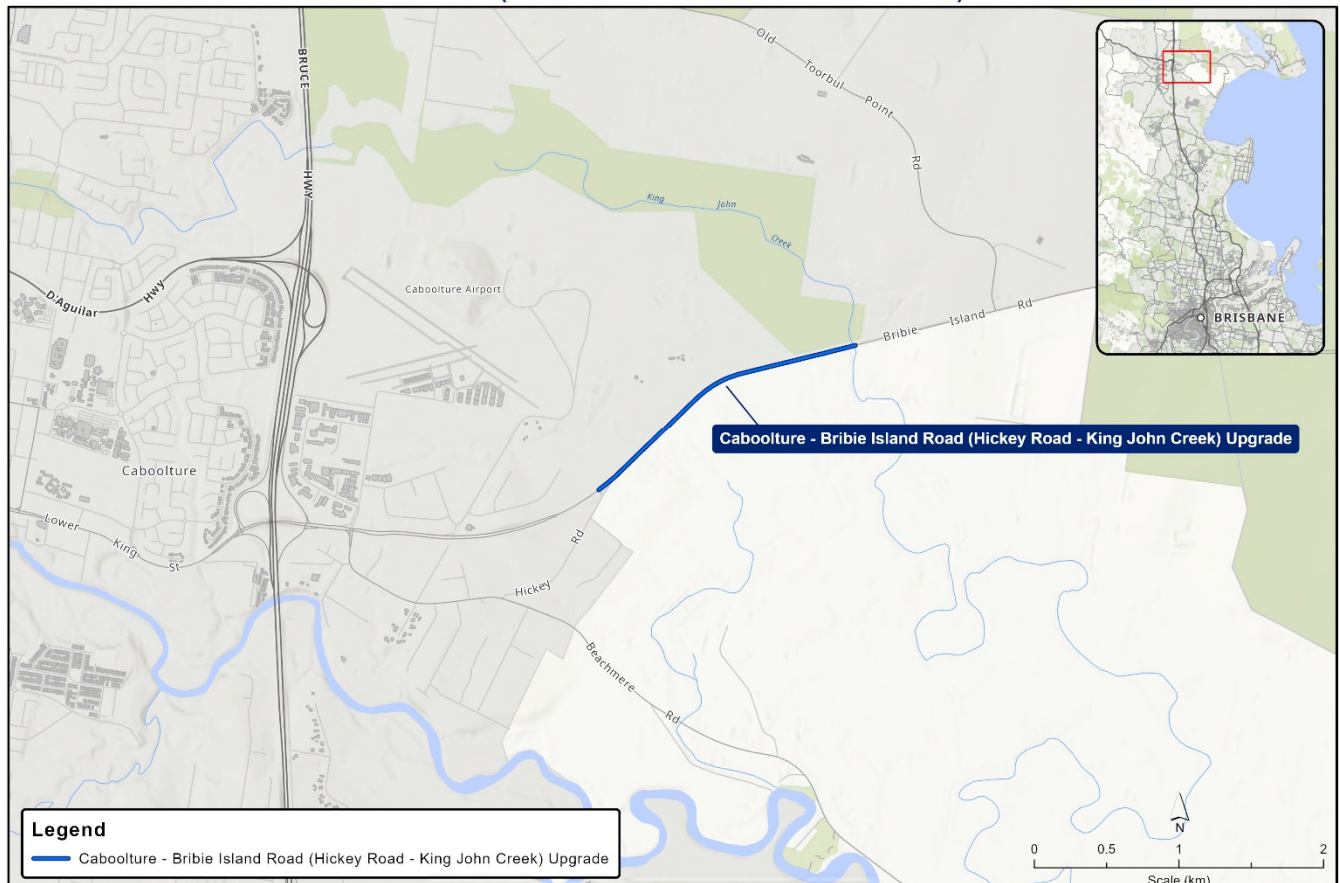 Old
Toorbul
Point
Rd
BRUCE
HWY
King
John
Creek
D'Aguilar
Hwy
Caboolture Airport
Bribie Island Rd
BRISBANE
Caboolture - Bribie Island Road (Hickey Road - King John Creek) Upgrade
Caboolture
Lower
King
St
Hickey
Rd
Beachmere
Rd
N
0 0.5 1 2
Scale (km)
Legend
Caboolture - Bribie Island Road (Hickey Road - King John Creek) Upgrade